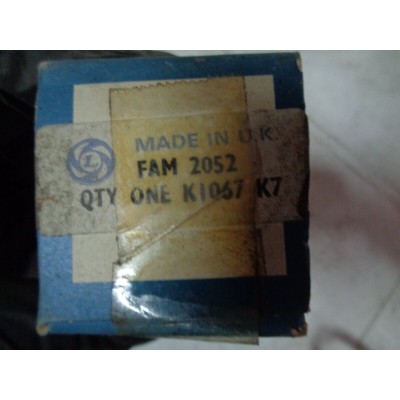 L
MADE IN U.K.
FAM 2052
QTY ONE K1067 K7